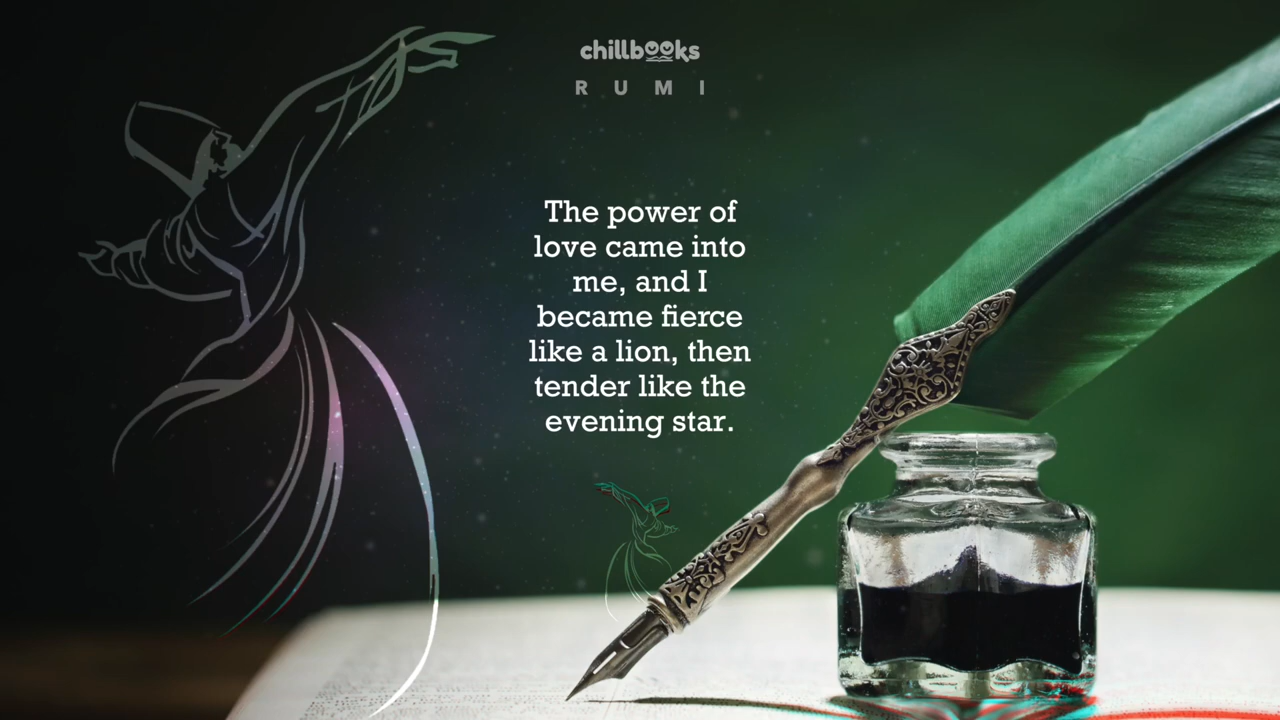 chillbooks
RUMI
The power of
love came into
me, and I
became fierce
like a lion, then
tender like the
evening star.